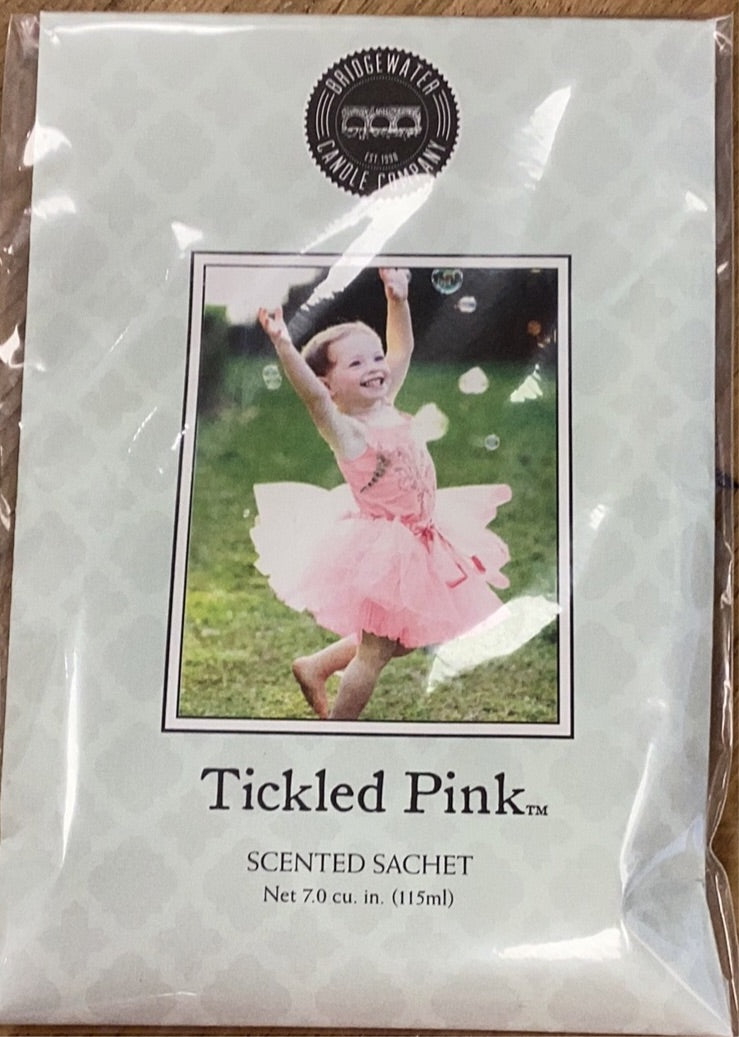 BRIDGEWATER
EST. 1998
CANDLE COMPANY
Tickled Pink™
SCENTED SACHET
Net 7.0 cu. in. (115ml)